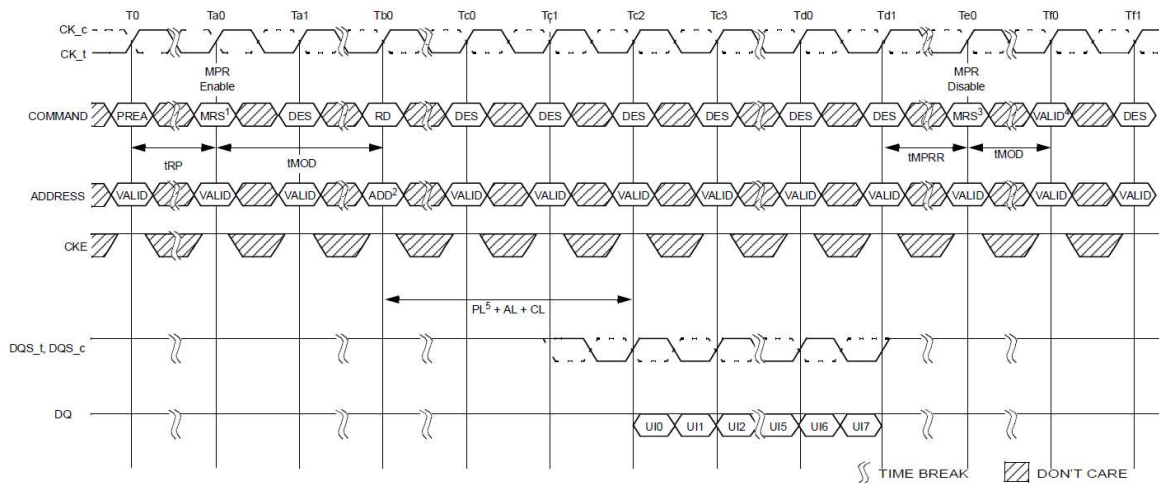 T0 Ta0 Ta1 Tb0 Tc0 Tc1 Tc2 Tc3 Td0 Td1 Te0 Tf0 Tf1
CK_c
CK_t
MPR Enable MPR Disable
COMMAND PREA MRS¹ DES RD DES DES DES DES DES DES MRS³ VALID⁴ DES
tRP tMOD tMPRR tMOD
ADDRESS VALID VALID VALID ADD² VALID VALID VALID VALID VALID VALID VALID VALID VALID
CKE
PL⁵ + AL + CL
DQS_t, DQS_c
DQ UI0 UI1 UI2 UI5 UI6 UI7
TIME BREAK DON'T CARE